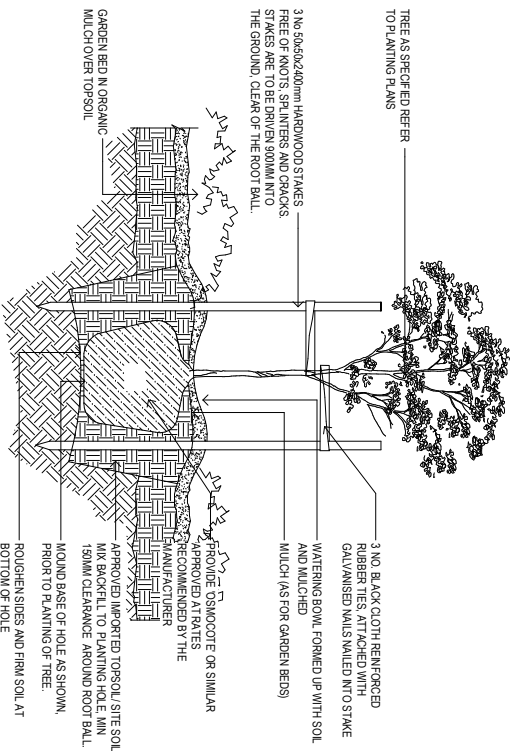 TREE AS SPECIFIED REFER
TO PLANTING PLANS
3 No 50x50x2400mm HARDWOOD STAKES
FREE OF KNOTS, SPLINTERS AND CRACKS.
STAKES ARE TO BE DRIVEN 900MM INTO
THE GROUND, CLEAR OF THE ROOT BALL.
GARDEN BED IN ORGANIC
MULCH OVER TOPSOIL
3 NO. BLACK CLOTH REINFORCED
RUBBER TIES, ATTACHED WITH
GALVANISED NAILS NAILED INTO STAKE
WATERING BOWL FORMED UP WITH SOIL
AND MULCHED
MULCH (AS FOR GARDEN BEDS)
PROVIDE 'OSMOCOTE' OR SIMILAR
APPROVED AT RATES
RECOMMENDED BY THE
MANUFACTURER
APPROVED IMPORTED TOPSOIL / SITE SOIL
MIX BACKFILL TO PLANTING HOLE, MIN
150MM CLEARANCE AROUND ROOT BALL.
MOUND BASE OF HOLE AS SHOWN,
PRIOR TO PLANTING OF TREE.
ROUGHEN SIDES AND FIRM SOIL AT
BOTTOM OF HOLE